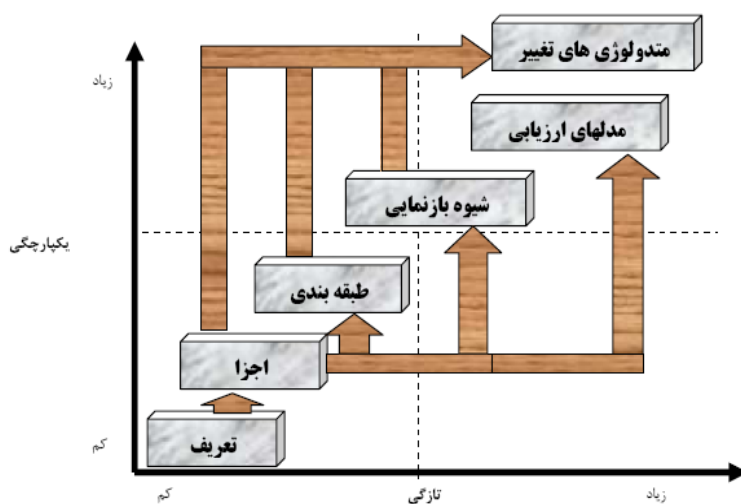 متدولوژی های تغییر
زیاد
مدلهای ارزیابی
شیوه بازنمایی
یکپارچگی
طبقه بندی
اجزا
تعریف
کم
کم
تازگی
زیاد